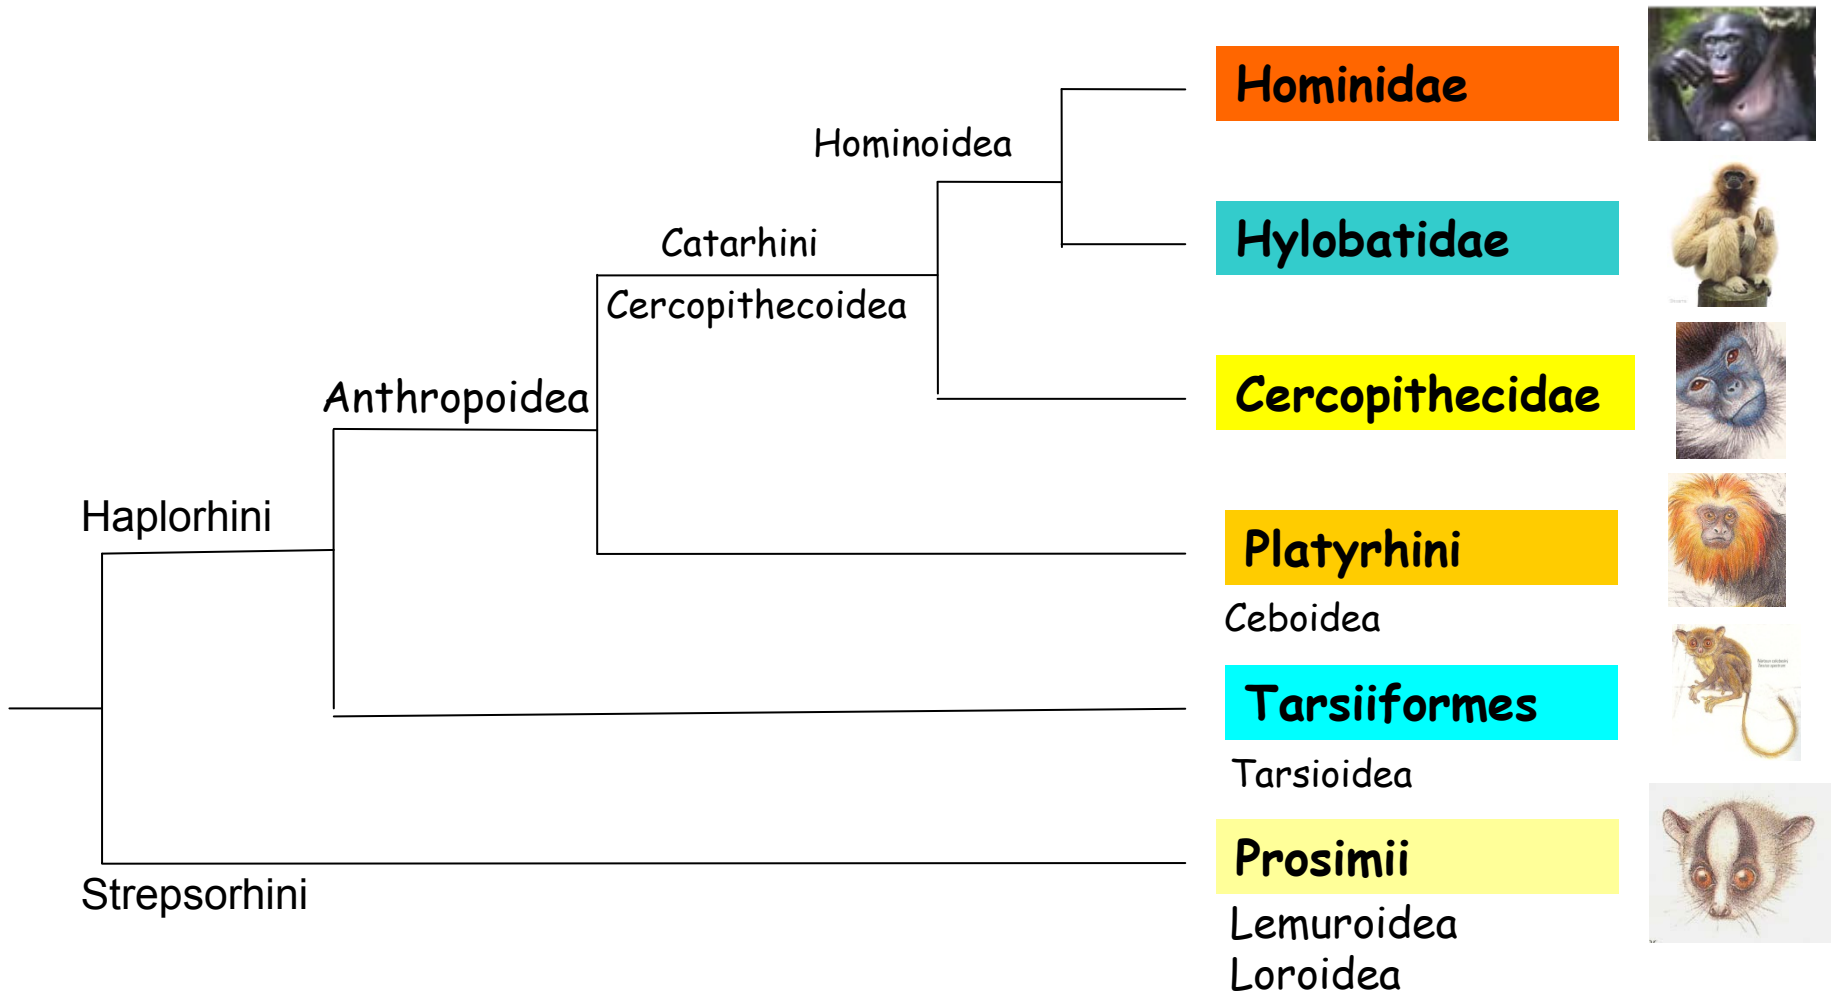 Hominidae
Hominoidea
Hylobatidae
Catarhini
Cercopithecoidea
Cercopithecidae
Anthropoidea
Haplorhini
Platyrhini
Ceboidea
Tarsiiformes
Tarsioidea
Prosimii
Strepsorhini
Lemuroidea
Loroidea